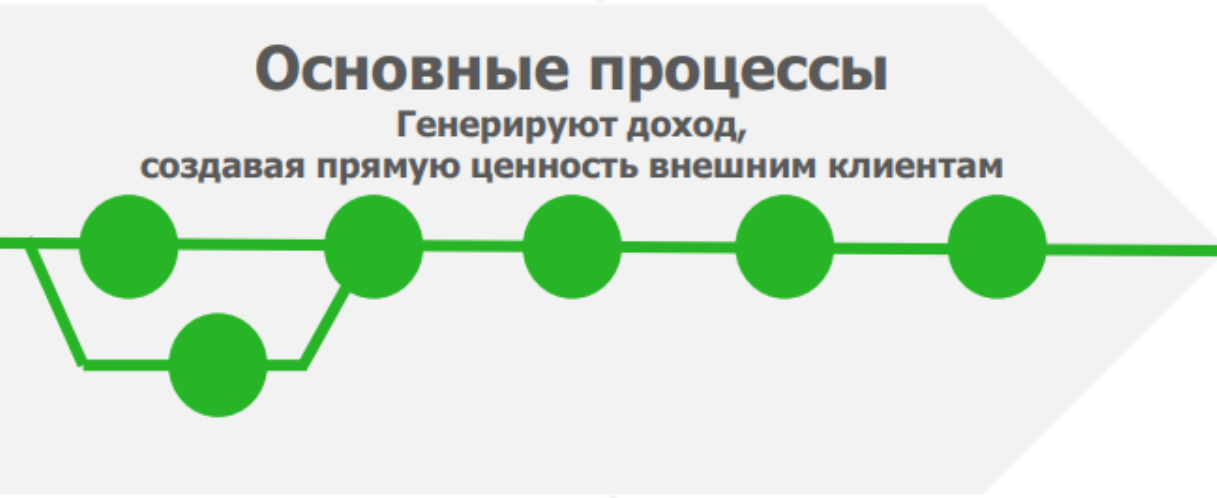 Основные процессы
Генерируют доход,
создавая прямую ценность внешним клиентам